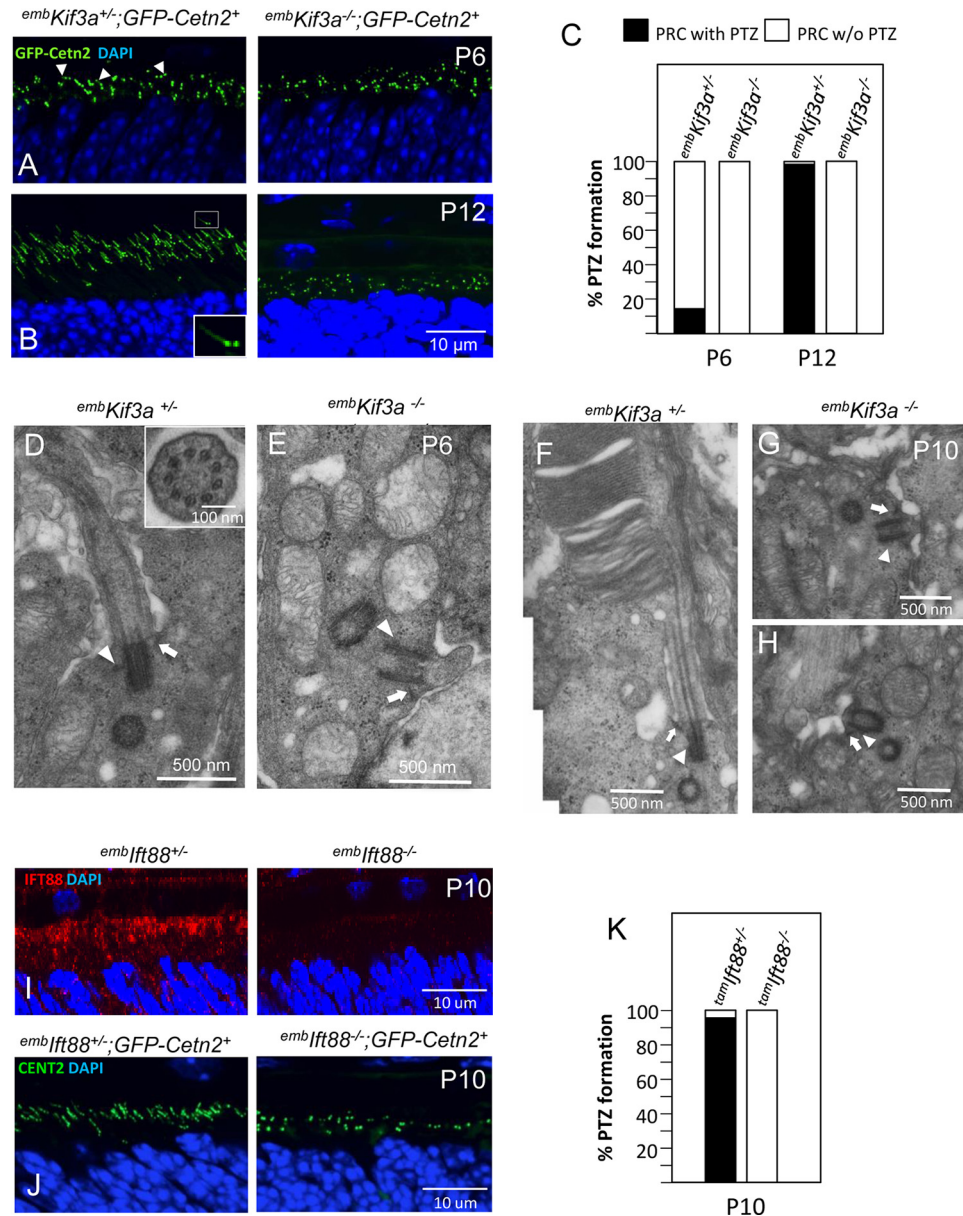 embKif3a+/-;GFP-Cetn2+
embKif3a-/-;GFP-Cetn2+
GFP-Cetn2 DAPI
P6
A
P12
B
10 µm
C
PRC with PTZ
PRC w/o PTZ
embKif3a+/-
embKif3a-/-
embKif3a+/-
embKif3a-/-
% PTZ formation
100
80
60
40
20
P6
P12
embKif3a +/-
embKif3a -/-
D
100 nm
500 nm
E
P6
500 nm
embKif3a +/-
embKif3a -/-
F
500 nm
G
P10
500 nm
H
500 nm
embIft88+/-
embIft88-/-
IFT88 DAPI
P10
I
10 um
embIft88+/-;GFP-Cetn2+
embIft88-/-;GFP-Cetn2+
CENT2 DAPI
P10
J
10 um
K
tamIft88+/-
tamIft88-/-
% PTZ formation
100
80
60
40
20
P10